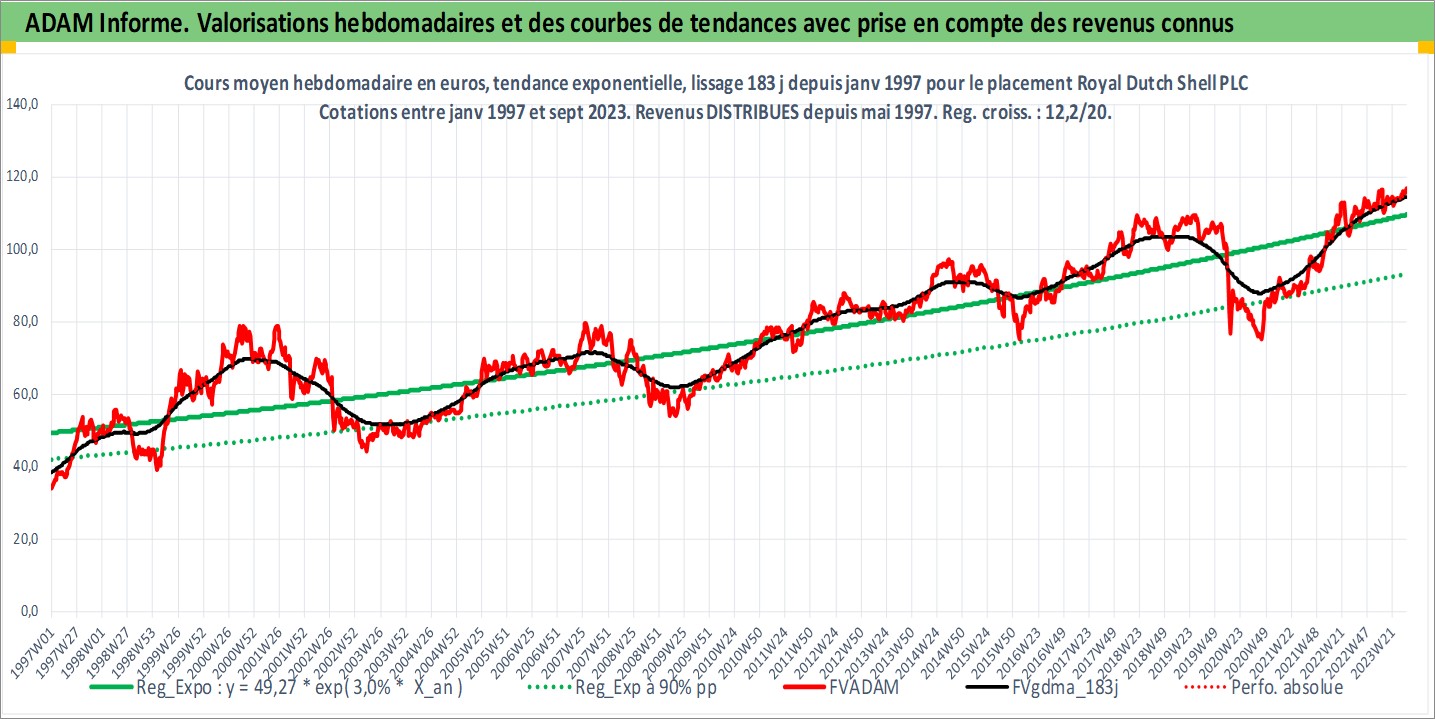 ADAM Informe. Valorisations hebdomadaires et des courbes de tendances avec prise en compte des revenus connus
Cours moyen hebdomadaire en euros, tendance exponentielle, lissage 183 j depuis janv 1997 pour le placement Royal Dutch Shell PLC
Cotations entre janv 1997 et sept 2023. Revenus DISTRIBUES depuis mai 1997. Reg. croiss. : 12,2/20.
140,0
120,0
100,0
80,0
60,0
40,0
20,0
0,0
1997W01
1997W27
1998W01
1998W27
1998W53
1999W26
1999W52
2000W26
2000W52
2001W26
2001W52
2002W26
2002W52
2003W26
2003W52
2004W26
2004W52
2005W25
2005W51
2006W25
2006W51
2007W25
2007W51
2008W25
2008W51
2009W25
2009W51
2010W24
2010W50
2011W24
2011W50
2012W24
2012W50
2013W24
2013W50
2014W24
2014W50
2015W24
2015W50
2016W23
2016W49
2017W23
2017W49
2018W23
2018W49
2019W23
2019W49
2020W23
2020W49
2021W22
2021W48
2022W21
2022W47
2023W21
Reg_Expo : y = 49,27 * exp( 3,0% * X_an )
Reg_Exp à 90% pp
FVADAM
FVgdma_183j
Perfo. absolue